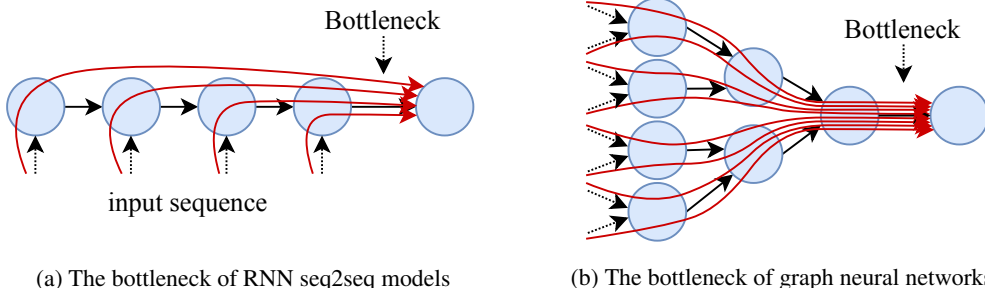 Bottleneck
input sequence
(a) The bottleneck of RNN seq2seq models
Bottleneck
(b) The bottleneck of graph neural networks